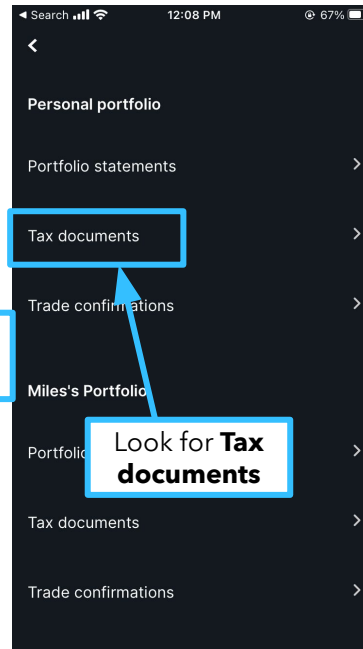 Search 12:08 PM 67%
Personal portfolio
Portfolio statements
Tax documents
Trade confirmations
Miles's Portfolio
Look for Tax
documents
Tax documents
Trade confirmations